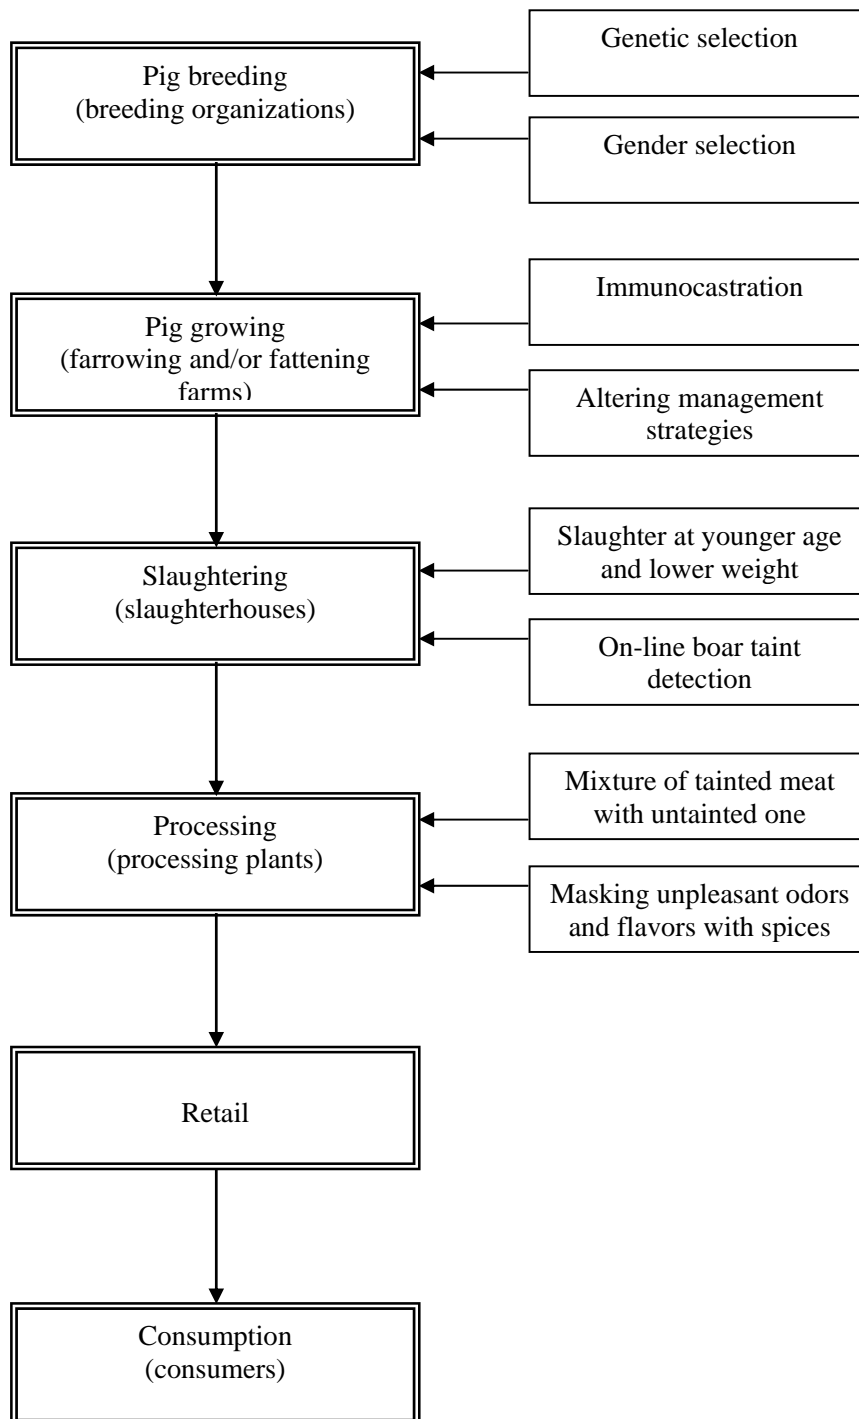 Genetic selection
Pig breeding
(breeding organizations)
Gender selection
Immunocastration
Pig growing
(farrowing and/or fattening
farms)
Altering management
strategies
Slaughter at younger age
and lower weight
Slaughtering
(slaughterhouses)
On-line boar taint
detection
Mixture of tainted meat
with untainted one
Processing
(processing plants)
Masking unpleasant odors
and flavors with spices
Retail
Consumption
(consumers)